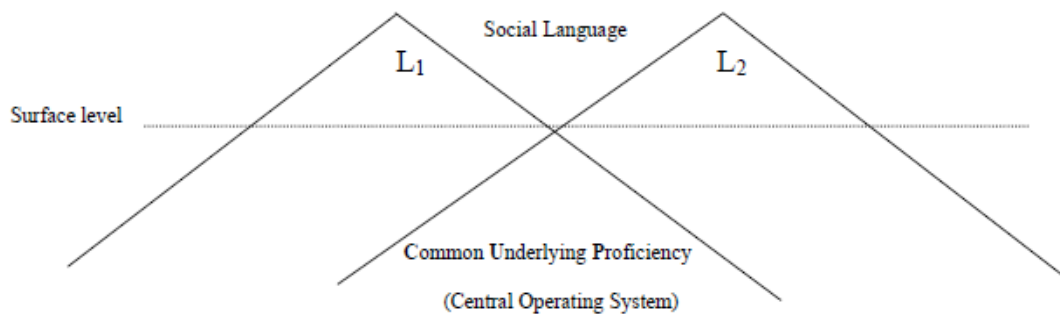 Social Language
L₁
L₂
Surface level
Common Underlying Proficiency
(Central Operating System)